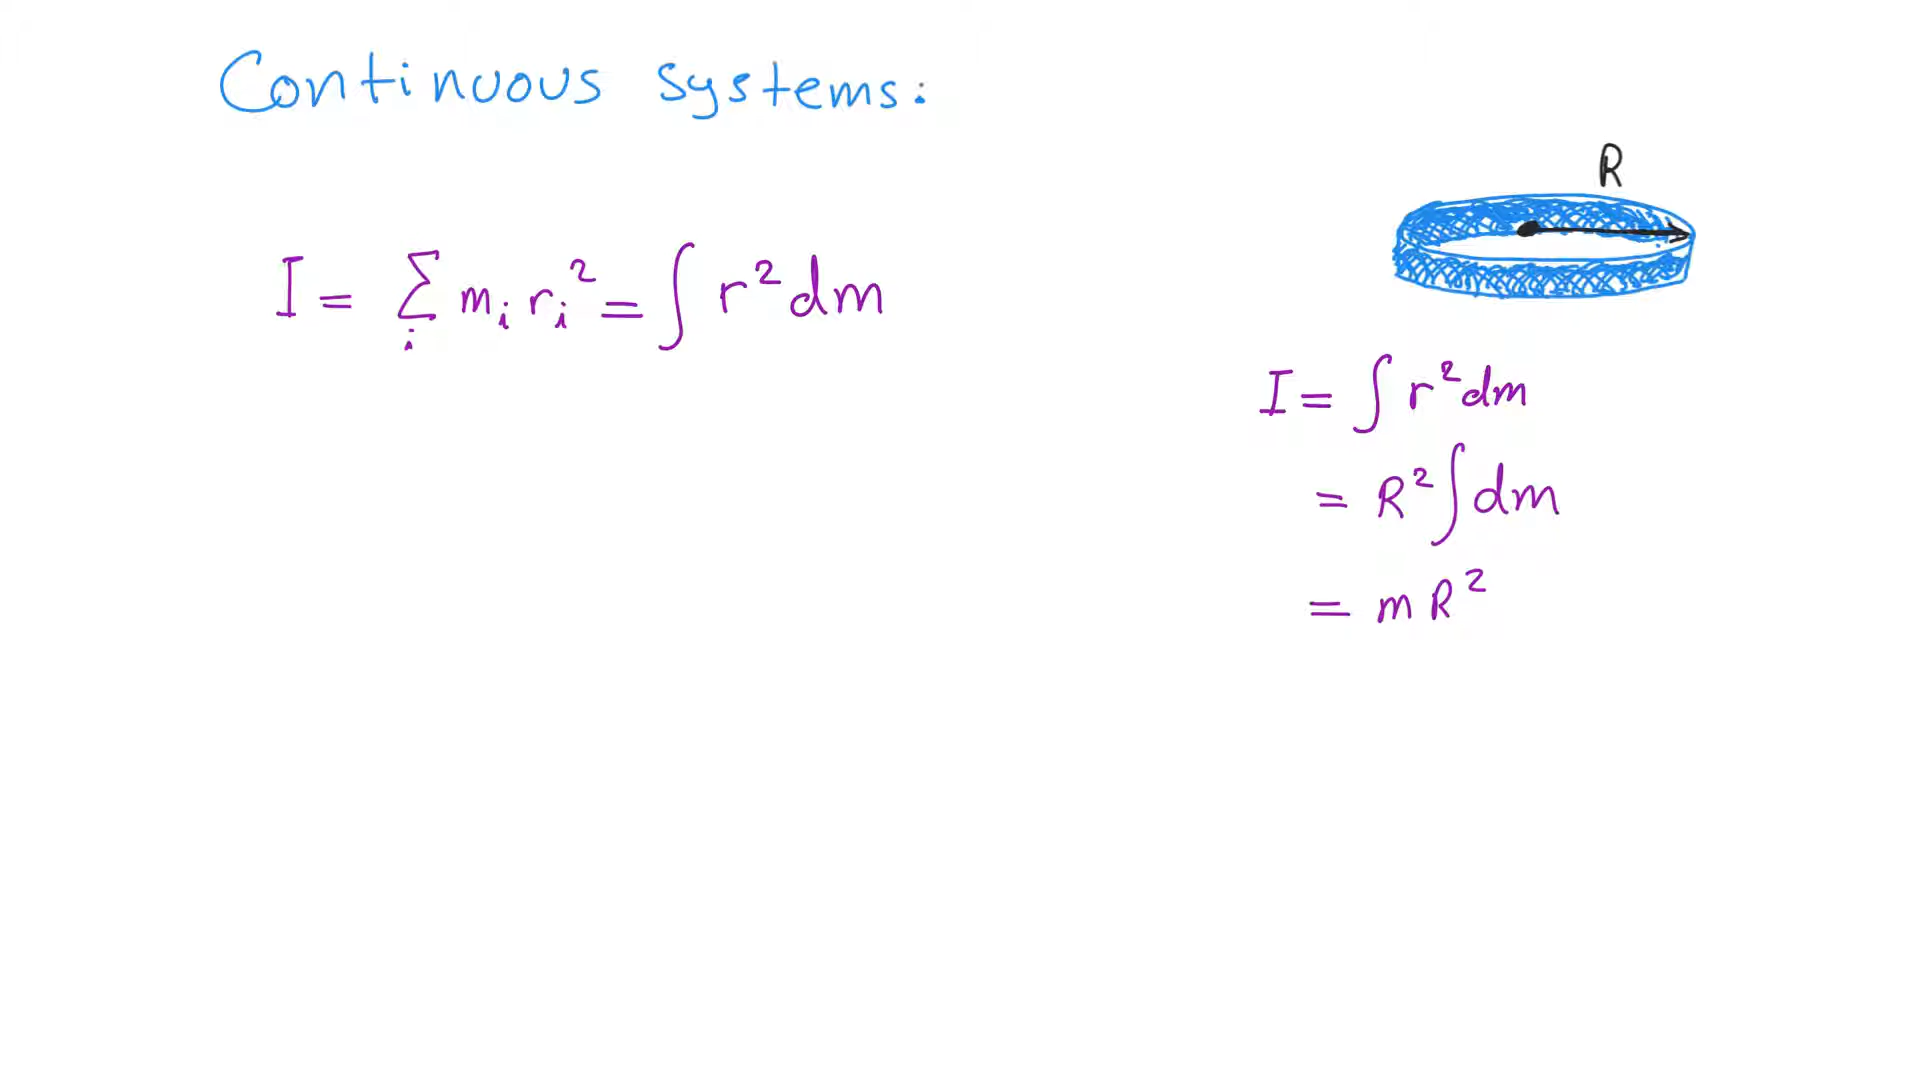 Continuous systems:
I = ∑ᵢ mᵢ rᵢ² = ∫ r² dm
R
I = ∫ r² dm
= R² ∫ dm
= m R²